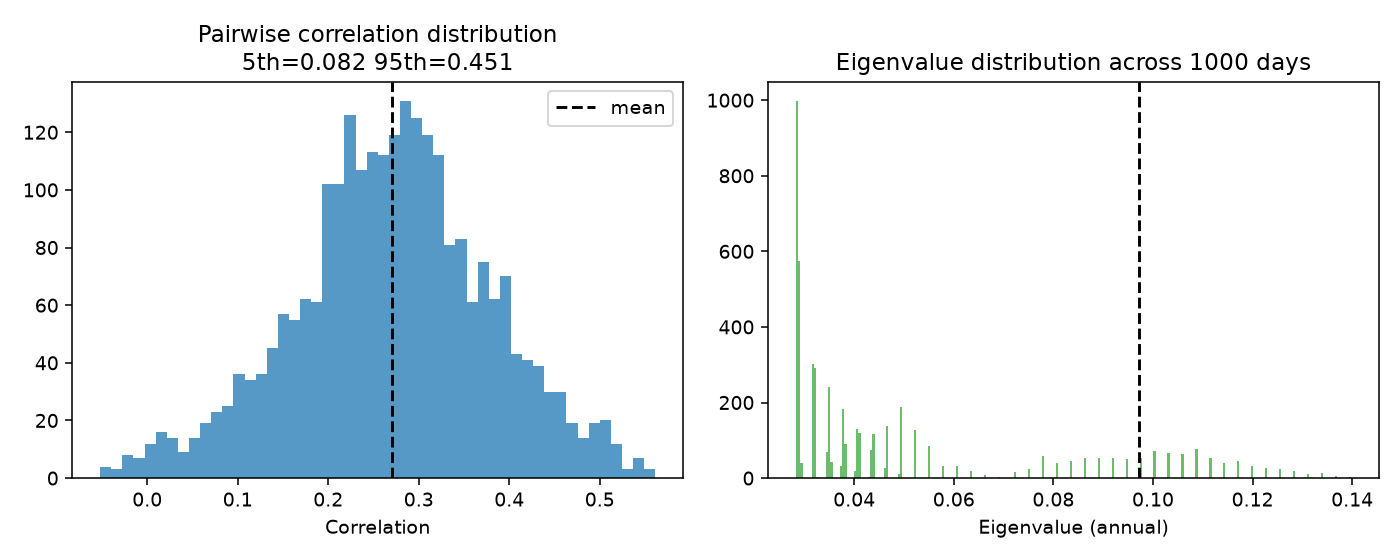 Pairwise correlation distribution
5th=0.082 95th=0.451
mean
120
100
80
60
40
20
0
0.0 0.1 0.2 0.3 0.4 0.5
Correlation
Eigenvalue distribution across 1000 days
1000
800
600
400
200
0
0.04 0.06 0.08 0.10 0.12 0.14
Eigenvalue (annual)